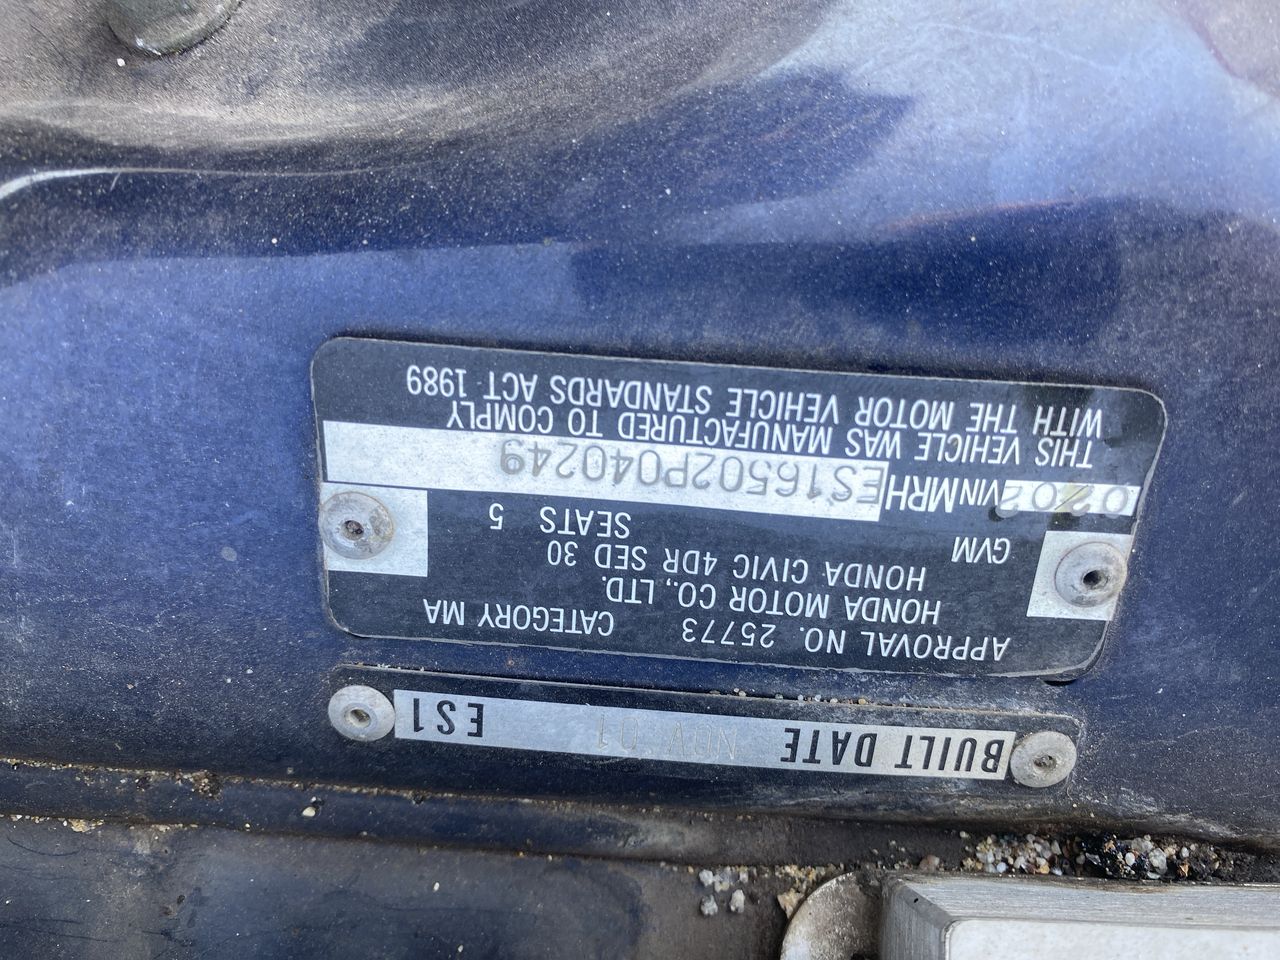 BUILT DATE NOV 01 ES1
APPROVAL NO. 25773 CATEGORY MA
HONDA MOTOR CO., LTD.
HONDA CIVIC 4DR SED 30
GVM SEATS 5
0202 VIN MRHES16502P040249
THIS VEHICLE WAS MANUFACTURED TO COMPLY
WITH THE MOTOR VEHICLE STANDARDS ACT 1989